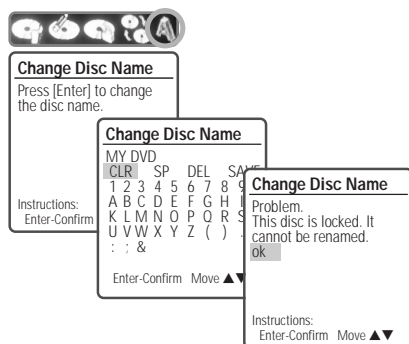 Change Disc Name
Press [Enter] to change
the disc name.
Instructions:
Enter-Confirm
Change Disc Name
MY DVD
CLR SP DEL SAVE
1 2 3 4 5 6 7 8 9
A B C D E F G H I
K L M N O P Q R S
U V W X Y Z ( ) .
: ; &
Enter-Confirm Move ▲▼
Change Disc Name
Problem.
This disc is locked. It
cannot be renamed.
ok
Instructions:
Enter-Confirm Move ▲▼